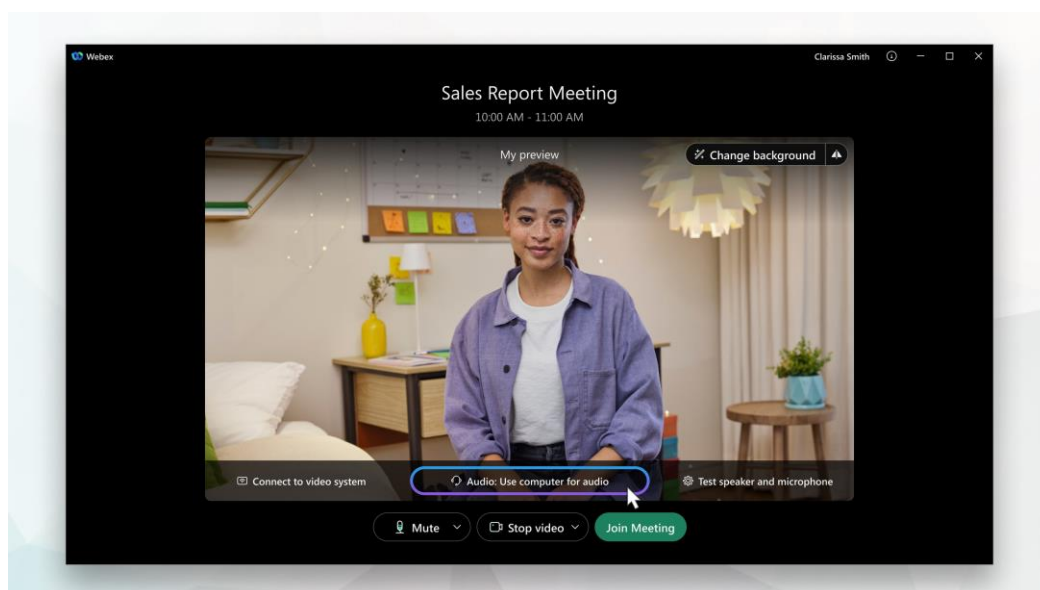 Webex
Clarissa Smith
Sales Report Meeting
10:00 AM - 11:00 AM
My preview
Change background
Connect to video system
Audio: Use computer for audio
Test speaker and microphone
Mute
Stop video
Join Meeting